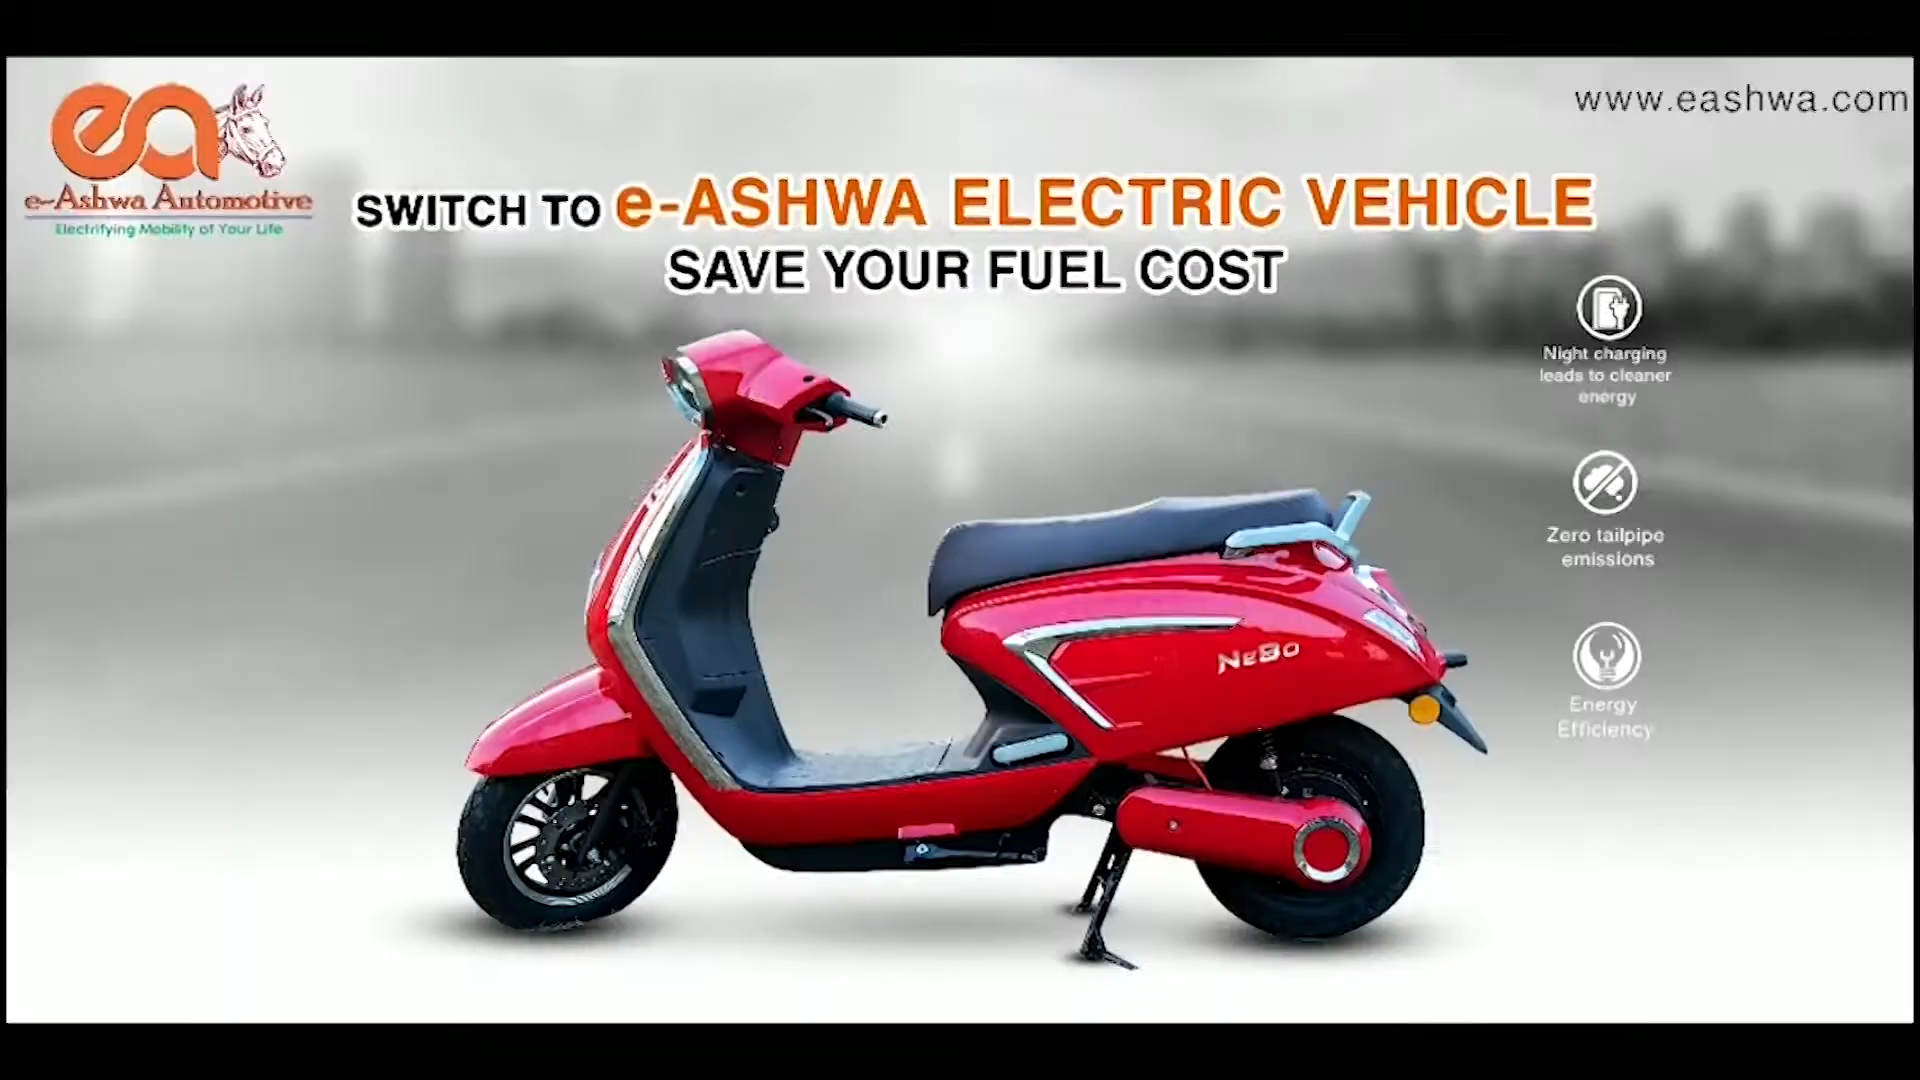 ea
e-Ashwa Automotive
Electrifying Mobility of Your Life
www.eashwa.com
SWITCH TO e-ASHWA ELECTRIC VEHICLE
SAVE YOUR FUEL COST
Night charging
leads to cleaner
energy
Zero tailpipe
emissions
NeBo
Energy
Efficiency